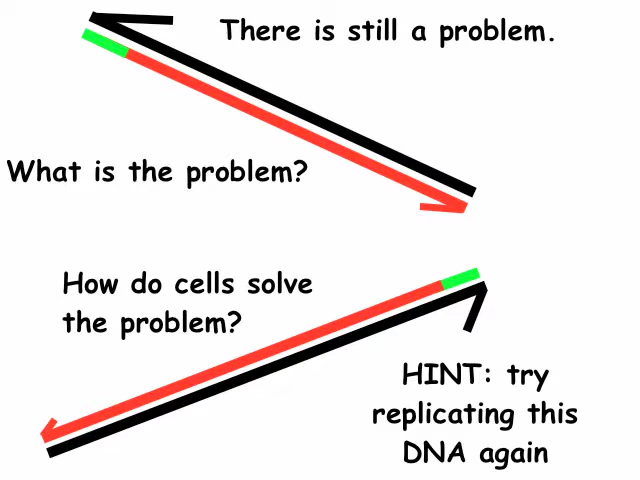 There is still a problem.
What is the problem?
How do cells solve
the problem?
HINT: try
replicating this
DNA again